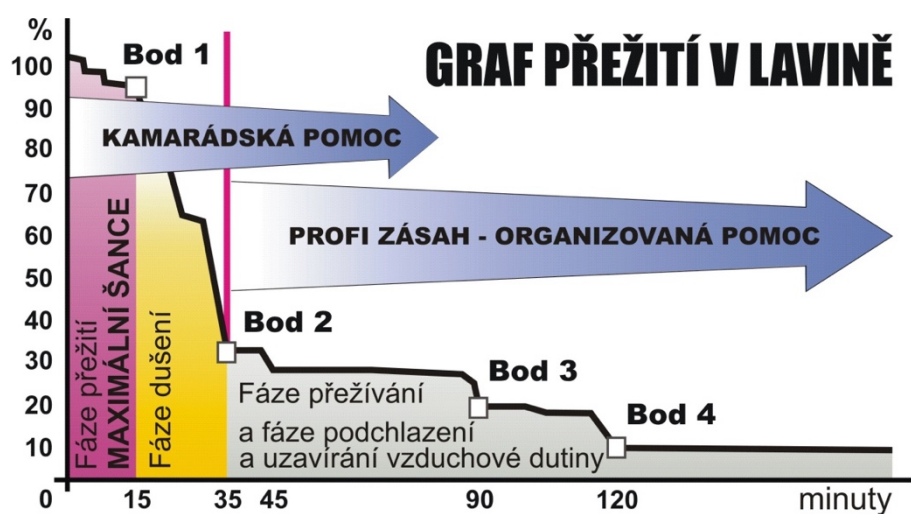 %
GRAF PŘEŽITÍ V LAVINĚ
Bod 1
100
90
80
70
60
50
40
30
20
10
0
KAMARÁDSKÁ POMOC
PROFI ZÁSAH - ORGANIZOVANÁ POMOC
Fáze přežití
MAXIMÁLNÍ ŠANCE
Fáze dušení
Bod 2
Fáze přežívání
a fáze podchlazení
a uzavírání vzduchové dutiny
Bod 3
Bod 4
15
35
45
90
120
minuty